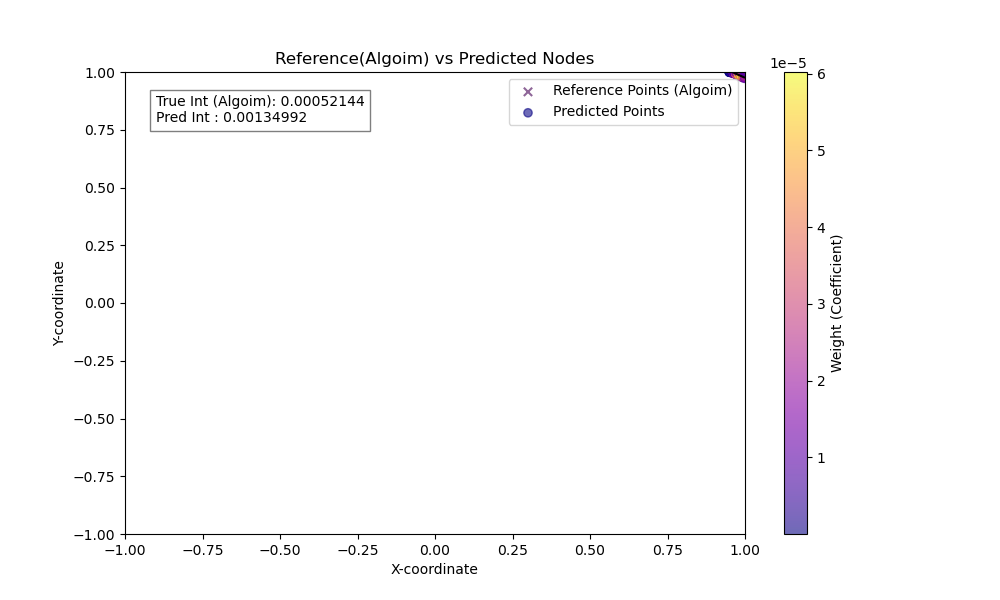 Reference(Algoim) vs Predicted Nodes
True Int (Algoim): 0.00052144
Pred Int : 0.00134992
Reference Points (Algoim)
Predicted Points
1.00
0.75
0.50
0.25
0.00
−0.25
−0.50
−0.75
−1.00
Y-coordinate
−1.00
−0.75
−0.50
−0.25
0.00
0.25
0.50
0.75
1.00
X-coordinate
1e−5
6
5
4
3
2
1
Weight (Coefficient)